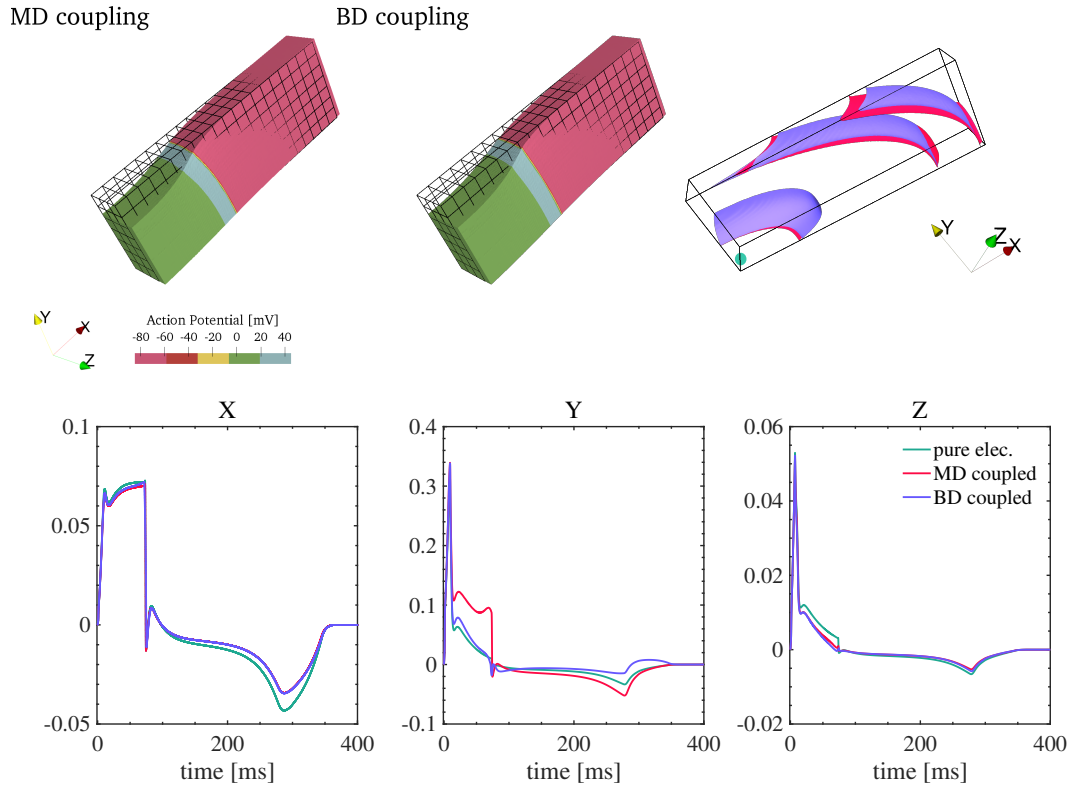 MD coupling
BD coupling
Y
Z
X
Y
X
Z
Action Potential [mV]
-80 -60 -40 -20 0 20 40
X
0.1
0.05
0
-0.05
0 200 400
time [ms]
Y
0.4
0.3
0.2
0.1
0
-0.1
0 200 400
time [ms]
Z
0.06
0.04
0.02
0
-0.02
0 200 400
time [ms]
pure elec.
MD coupled
BD coupled